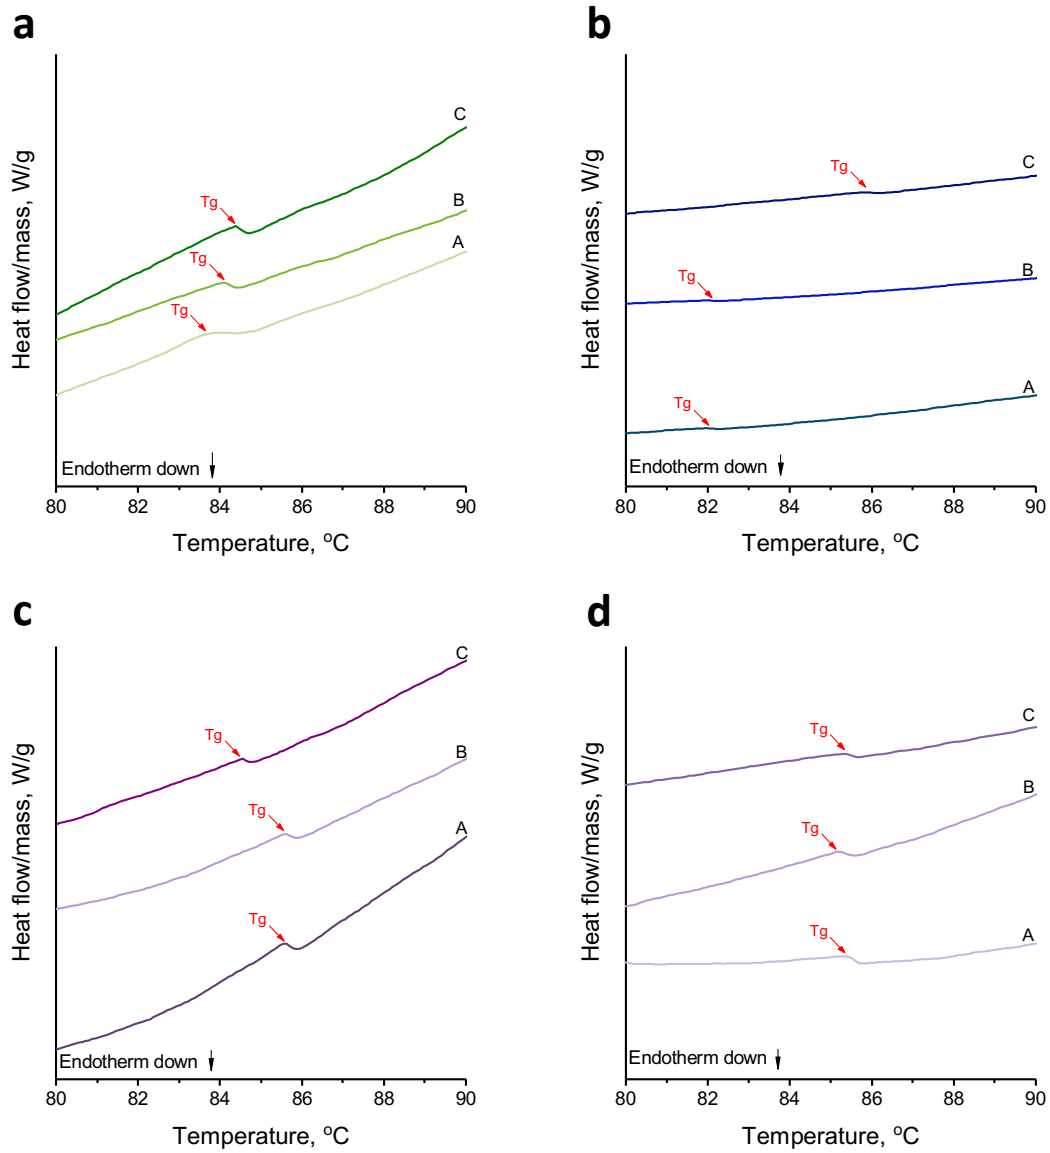 a
Heat flow/mass, W/g
C
B
A
Tg
Tg
Tg
Endotherm down
80 82 84 86 88 90
Temperature, °C
b
Heat flow/mass, W/g
C
B
A
Tg
Tg
Tg
Endotherm down
80 82 84 86 88 90
Temperature, °C
c
Heat flow/mass, W/g
C
B
A
Tg
Tg
Tg
Endotherm down
80 82 84 86 88 90
Temperature, °C
d
Heat flow/mass, W/g
C
B
A
Tg
Tg
Tg
Endotherm down
80 82 84 86 88 90
Temperature, °C